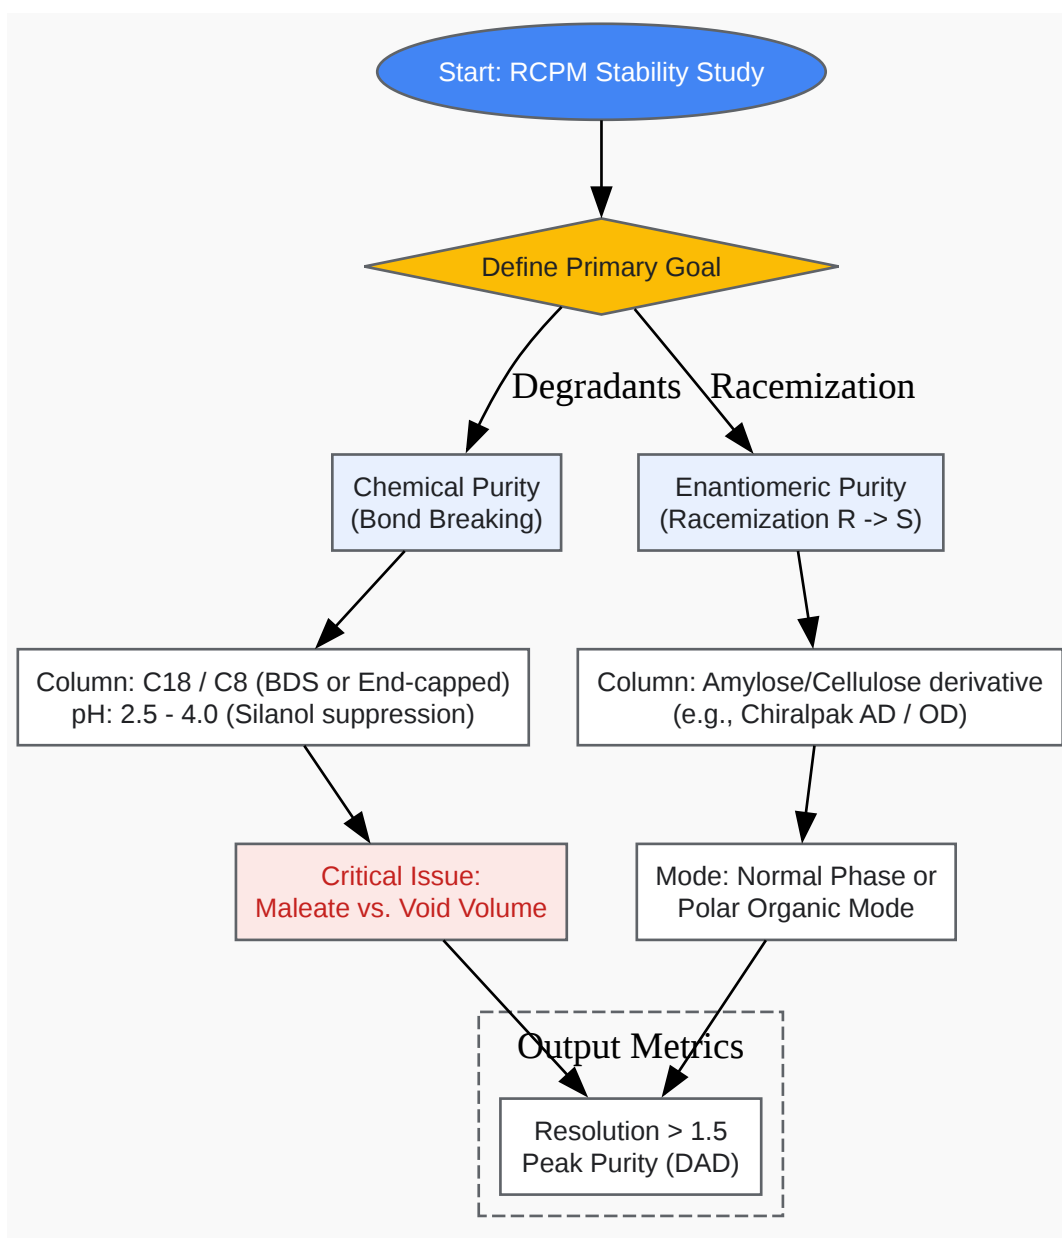 Start: RCPM Stability Study
Define Primary Goal
Degradants
Racemization
Chemical Purity
(Bond Breaking)
Enantiomeric Purity
(Racemization R -> S)
Column: C18 / C8 (BDS or End-capped)
pH: 2.5 - 4.0 (Silanol suppression)
Column: Amylose/Cellulose derivative
(e.g., Chiralpak AD / OD)
Critical Issue:
Maleate vs. Void Volume
Mode: Normal Phase or
Polar Organic Mode
Output Metrics
Resolution > 1.5
Peak Purity (DAD)